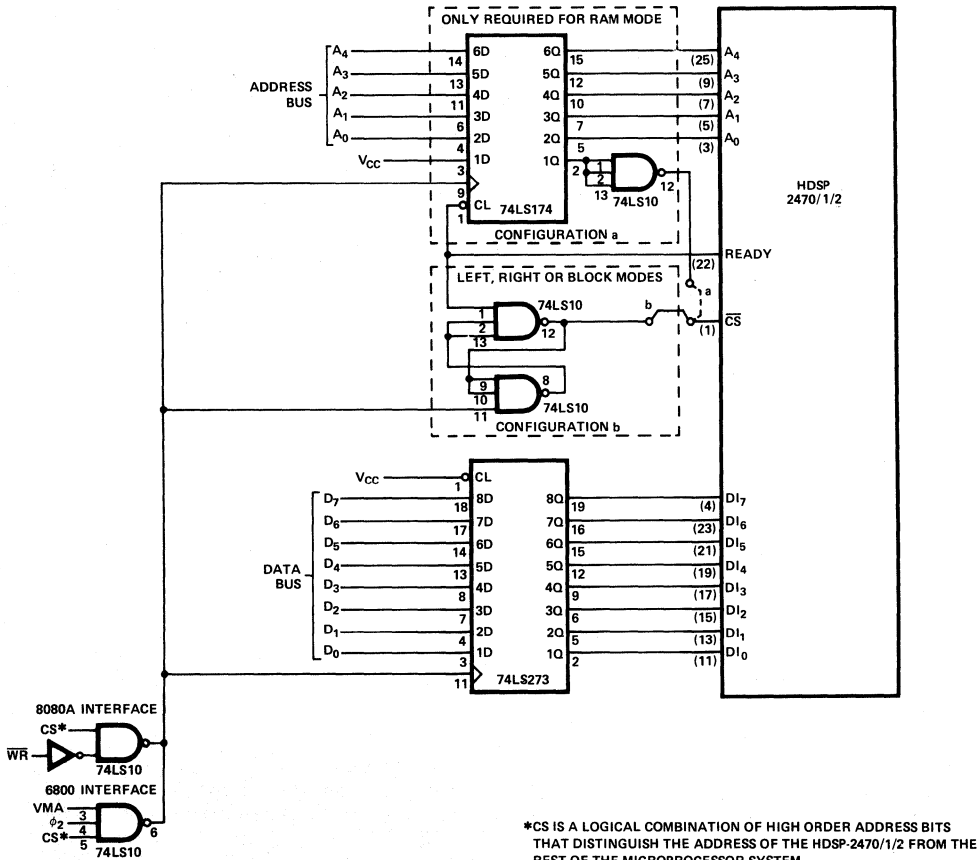 ONLY REQUIRED FOR RAM MODE
ADDRESS BUS
A4 14 6D 6Q 15 (25) A4
A3 13 5D 5Q 12 (9) A3
A2 11 4D 4Q 10 (7) A2
A1 6 3D 3Q 7 (5) A1
A0 4 2D 2Q 5 (3) A0
VCC 3 1D 1Q 2
1 2 13 12
74LS10
9
1 CL
74LS174
CONFIGURATION a
HDSP
2470/1/2
READY
(22)
LEFT, RIGHT OR BLOCK MODES
74LS10
1 2 13 12
a
b
CS
(1)
9 10 11 8
74LS10
CONFIGURATION b
VCC 1 CL
DATA BUS
D7 18 8D 8Q 19 (4) DI7
D6 17 7D 7Q 16 (23) DI6
D5 14 6D 6Q 15 (21) DI5
D4 13 5D 5Q 12 (19) DI4
D3 8 4D 4Q 9 (17) DI3
D2 7 3D 3Q 6 (15) DI2
D1 4 2D 2Q 5 (13) DI1
D0 3 1D 1Q 2 (11) DI0
11
74LS273
8080A INTERFACE
CS*
WR
74LS10
6800 INTERFACE
VMA 3
ϕ2 4
CS* 5
6
74LS10
*CS IS A LOGICAL COMBINATION OF HIGH ORDER ADDRESS BITS
THAT DISTINGUISH THE ADDRESS OF THE HDSP-2470/1/2 FROM THE
REST OF THE MICROPROCESSOR SYSTEM